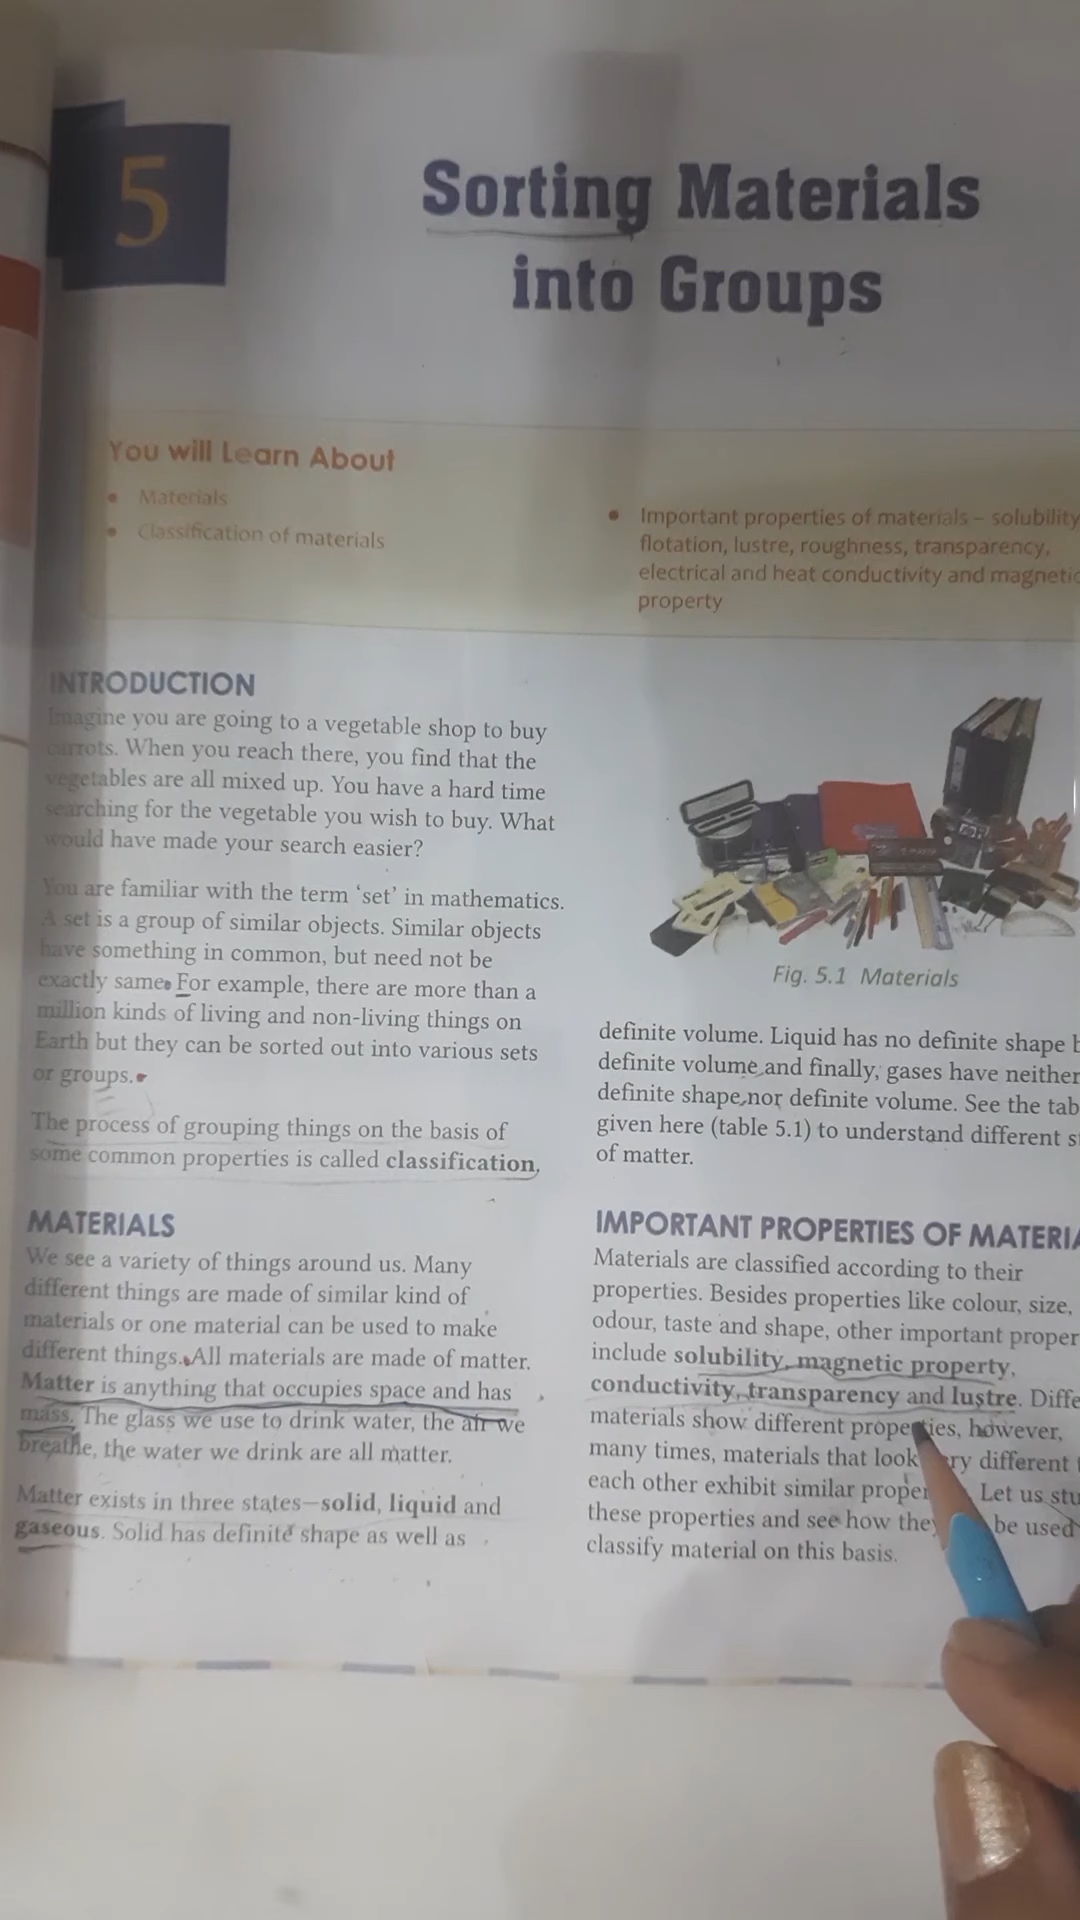 5
Sorting Materials
into Groups
You will Learn About
• Materials
• Classification of materials
• Important properties of materials – solubility
flotation, lustre, roughness, transparency,
electrical and heat conductivity and magnetic
property
INTRODUCTION
Imagine you are going to a vegetable shop to buy
carrots. When you reach there, you find that the
vegetables are all mixed up. You have a hard time
searching for the vegetable you wish to buy. What
would have made your search easier?
You are familiar with the term ‘set’ in mathematics.
A set is a group of similar objects. Similar objects
have something in common, but need not be
exactly same. For example, there are more than a
million kinds of living and non-living things on
Earth but they can be sorted out into various sets
or groups.
The process of grouping things on the basis of
some common properties is called classification.
MATERIALS
We see a variety of things around us. Many
different things are made of similar kind of
materials or one material can be used to make
different things. All materials are made of matter.
Matter is anything that occupies space and has
mass. The glass we use to drink water, the air we
breathe, the water we drink are all matter.
Matter exists in three states—solid, liquid and
gaseous. Solid has definite shape as well as
Fig. 5.1 Materials
definite volume. Liquid has no definite shape
definite volume and finally, gases have neither
definite shape nor definite volume. See the
given here (table 5.1) to understand different
of matter.
IMPORTANT PROPERTIES OF
Materials are classified according to their
properties. Besides properties like colour, size,
odour, taste and shape, other important
include solubility, magnetic property,
conductivity, transparency and lustre.
materials show different properties, however,
many times, materials that look different
each other exhibit similar Let us
these properties and see how be used
classify material on this basis.